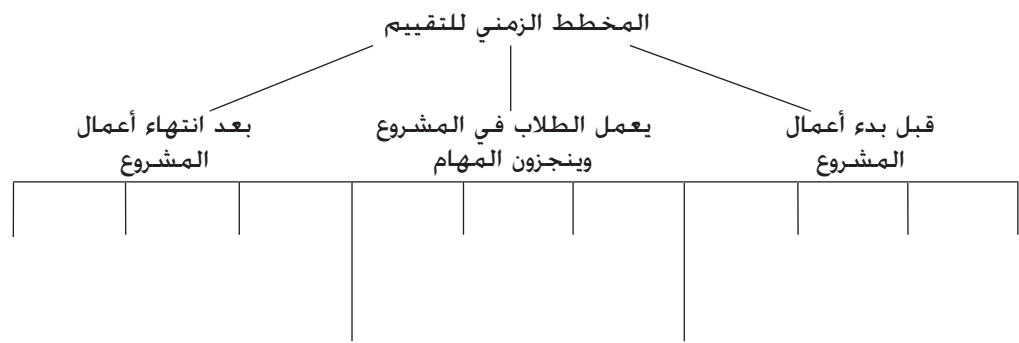 المخطط الزمني للتقييم
قبل بدء أعمال
المشروع
يعمل الطلاب في المشروع
وينجزون المهام
بعد انتهاء أعمال
المشروع